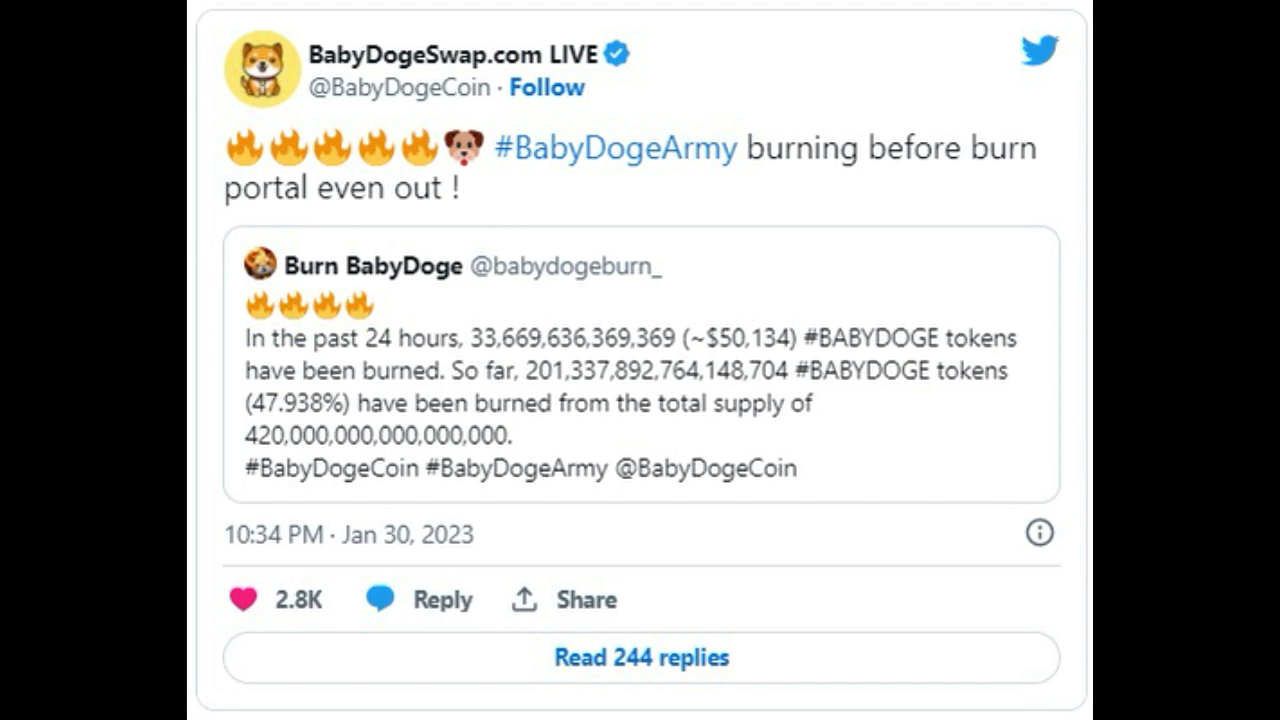 BabyDogeSwap.com LIVE
@BabyDogeCoin · Follow
🔥🔥🔥🔥🔥🐶 #BabyDogeArmy burning before burn
portal even out !
Burn BabyDoge @babydogeburn_
🔥🔥🔥🔥
In the past 24 hours, 33,669,636,369,369 (~$50,134) #BABYDOGE tokens
have been burned. So far, 201,337,892,764,148,704 #BABYDOGE tokens
(47.938%) have been burned from the total supply of
420,000,000,000,000,000.
#BabyDogeCoin #BabyDogeArmy @BabyDogeCoin
10:34 PM · Jan 30, 2023
2.8K Reply Share
Read 244 replies